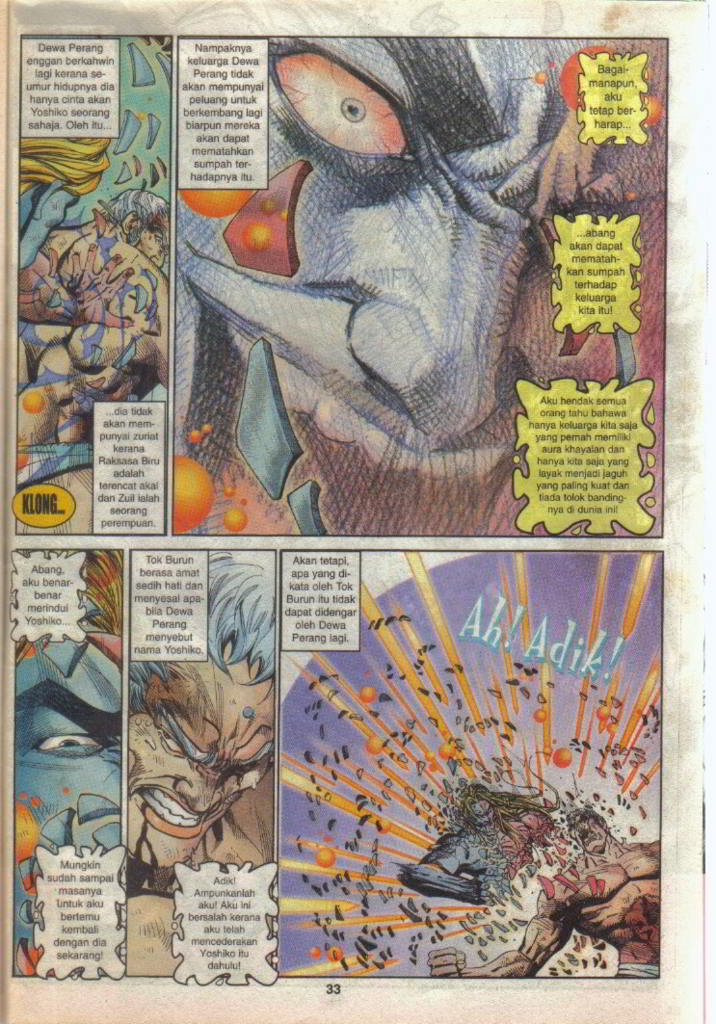 Dewa Perang
enggan berkahwin
lagi kerana se-
umur hidupnya dia
hanya cinta akan
Yoshiko seorang
sahaja. Oleh itu...
...dia tidak
akan mem-
punyai zuriat
kerana
Raksasa Biru
adalah
terencat akal
dan Zuil ialah
seorang
perempuan.
KLONG...
Nampaknya
keluarga Dewa
Perang tidak
akan mempunyai
peluang untuk
berkembang lagi
biarpun mereka
akan dapat
mematahkan
sumpah ter-
hadapnya itu.
Bagai-
manapun,
aku
tetap ber-
harap...
...abang
akan dapat
mematah-
kan sumpah
terhadap
keluarga
kita itu!
Aku hendak semua
orang tahu bahawa
hanya keluarga kita saja
yang pernah memiliki
aura khayalan dan
hanya kita saja yang
layak menjadi jaguh
yang paling kuat dan
tiada tolok banding-
nya di dunia ini!
Abang,
aku benar-
benar
merindui
Yoshiko...
Mungkin
sudah sampai
masanya
untuk aku
bertemu
kembali
dengan dia
sekarang!
Tok Burun
berasa amat
sedih hati dan
menyesal apa-
bila Dewa
Perang
menyebut
nama Yoshiko.
Adik!
Ampunkanlah
aku! Aku ini
bersalah kerana
aku telah
mencederakan
Yoshiko itu
dahulu!
Akan tetapi,
apa yang di-
kata oleh Tok
Burun itu tidak
dapat didengar
oleh Dewa
Perang lagi.
Ah! Adik!
33